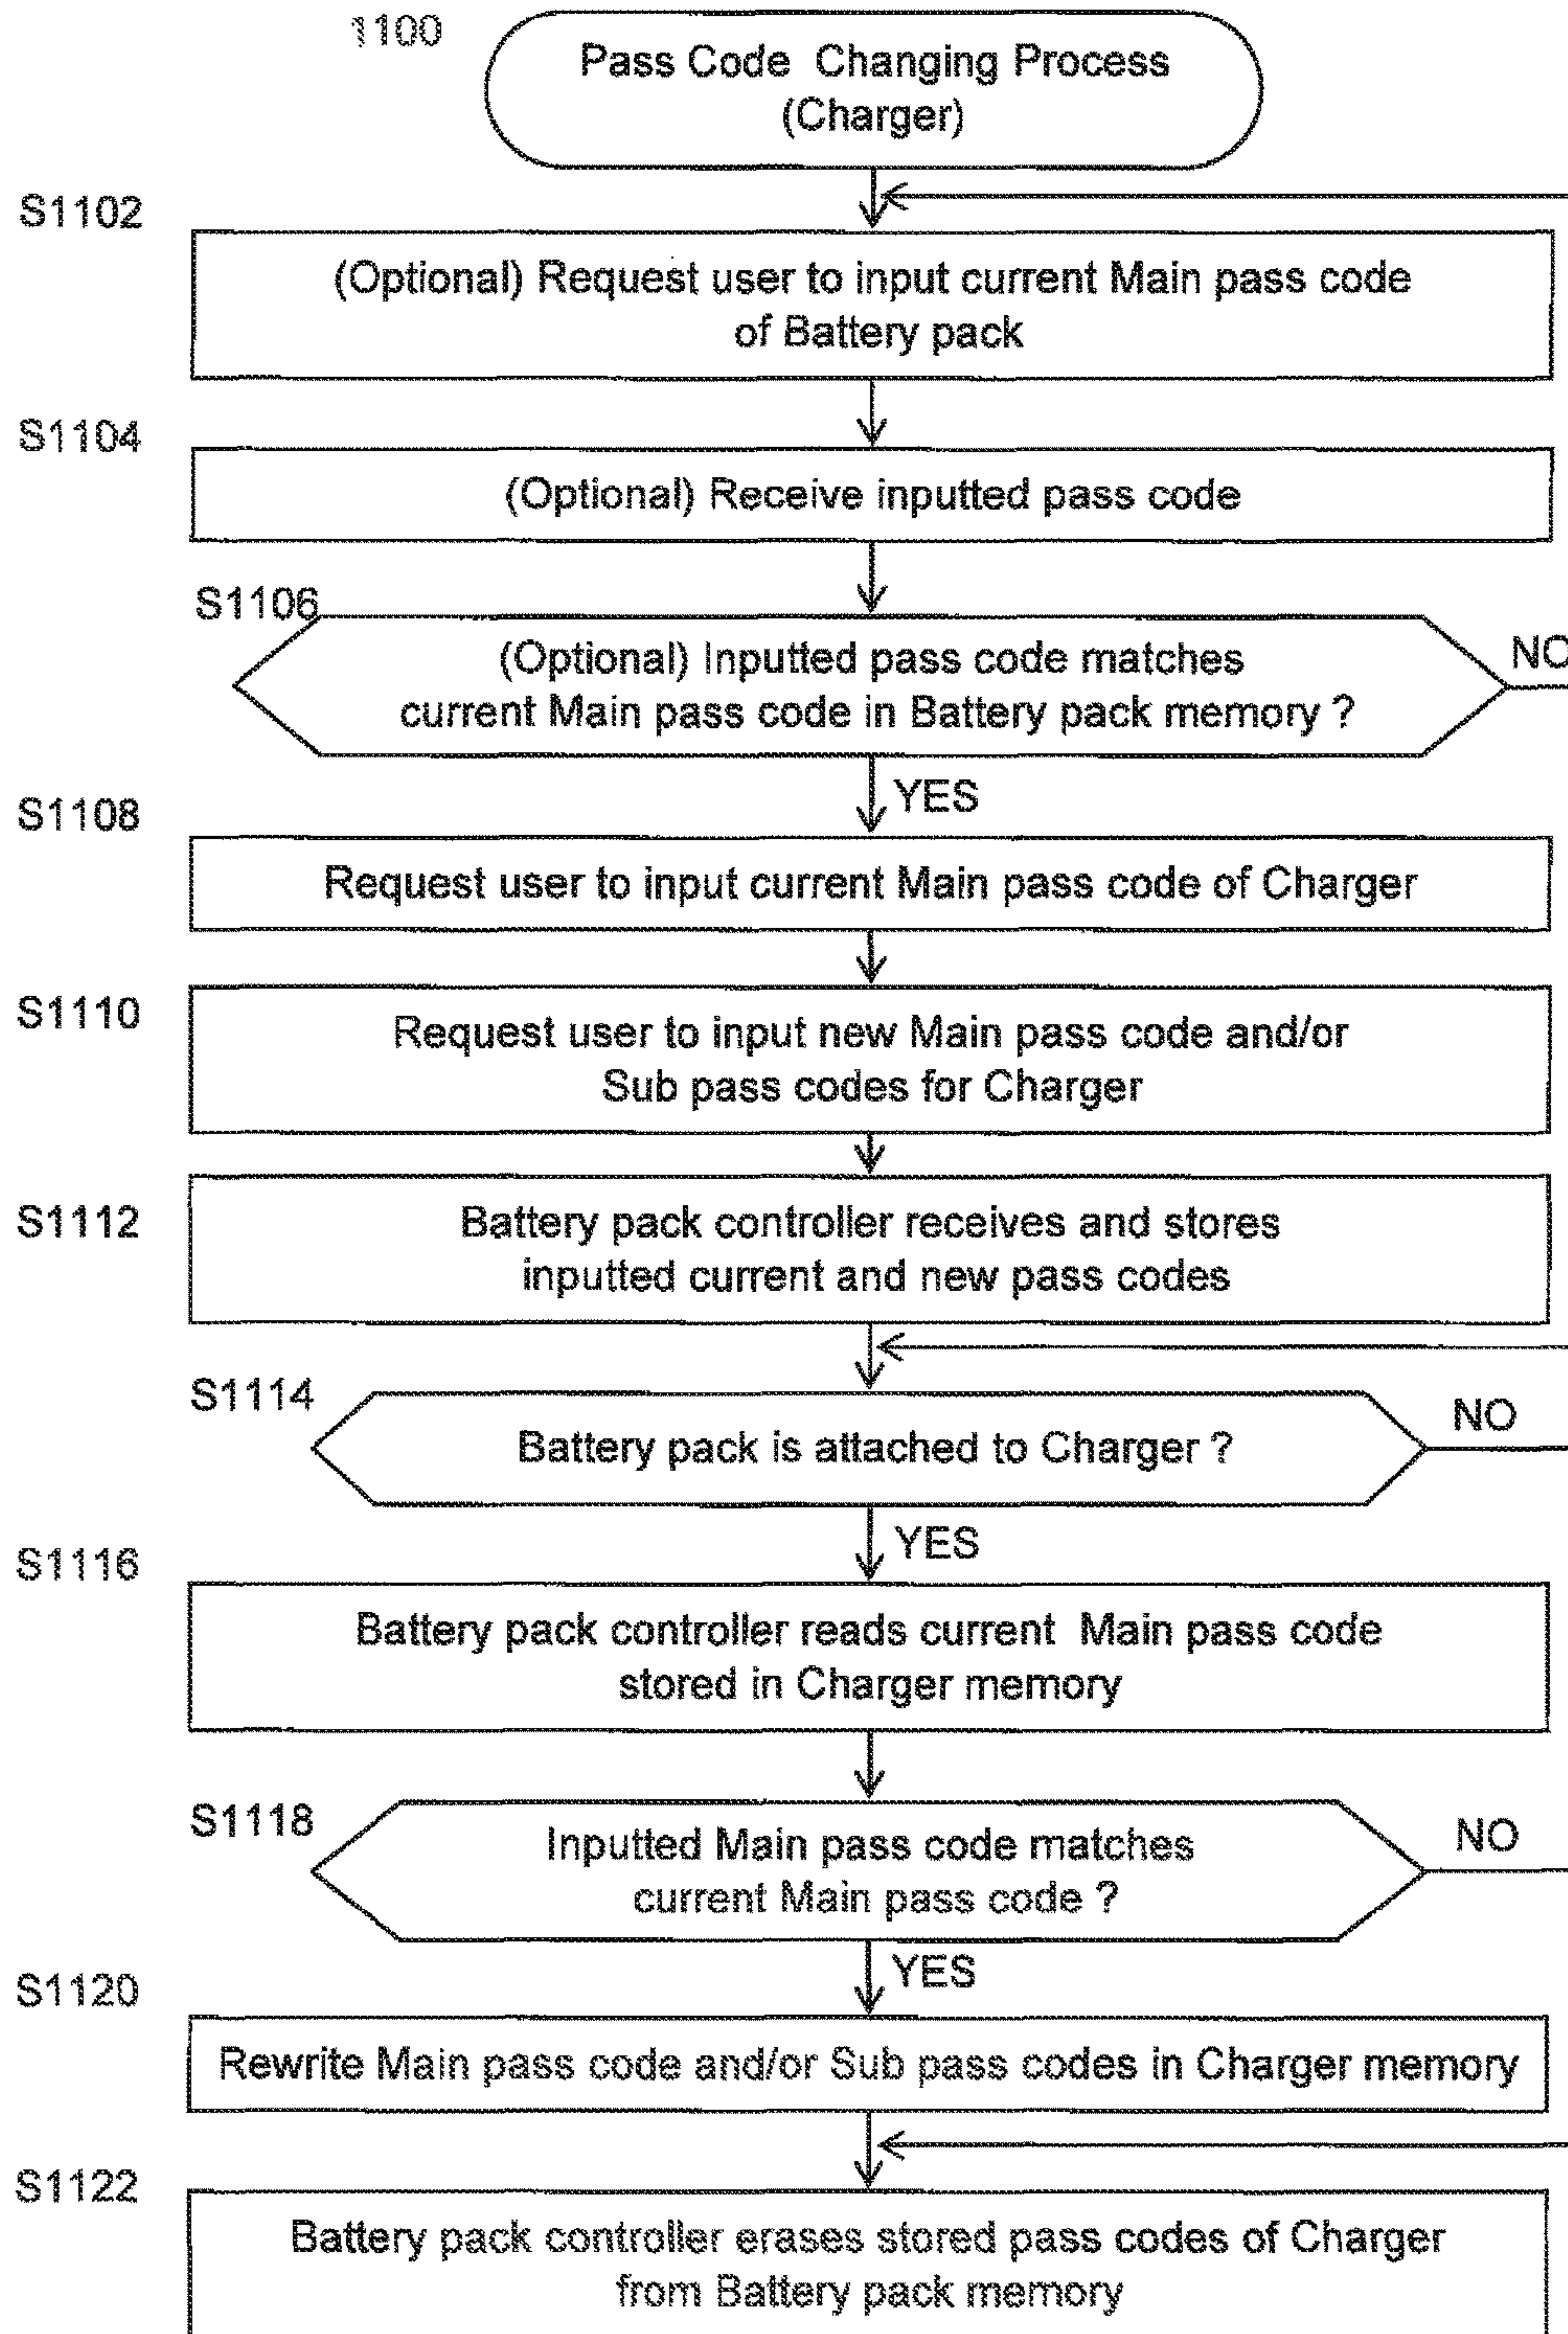 1100
Pass Code Changing Process
(Charger)
S1102
(Optional) Request user to input current Main pass code
of Battery pack
S1104
(Optional) Receive inputted pass code
S1106
(Optional) Inputted pass code matches
current Main pass code in Battery pack memory ?
NO
YES
S1108
Request user to input current Main pass code of Charger
S1110
Request user to input new Main pass code and/or
Sub pass codes for Charger
S1112
Battery pack controller receives and stores
inputted current and new pass codes
S1114
Battery pack is attached to Charger ?
NO
YES
S1116
Battery pack controller reads current Main pass code
stored in Charger memory
S1118
Inputted Main pass code matches
current Main pass code ?
NO
YES
S1120
Rewrite Main pass code and/or Sub pass codes in Charger memory
S1122
Battery pack controller erases stored pass codes of Charger
from Battery pack memory